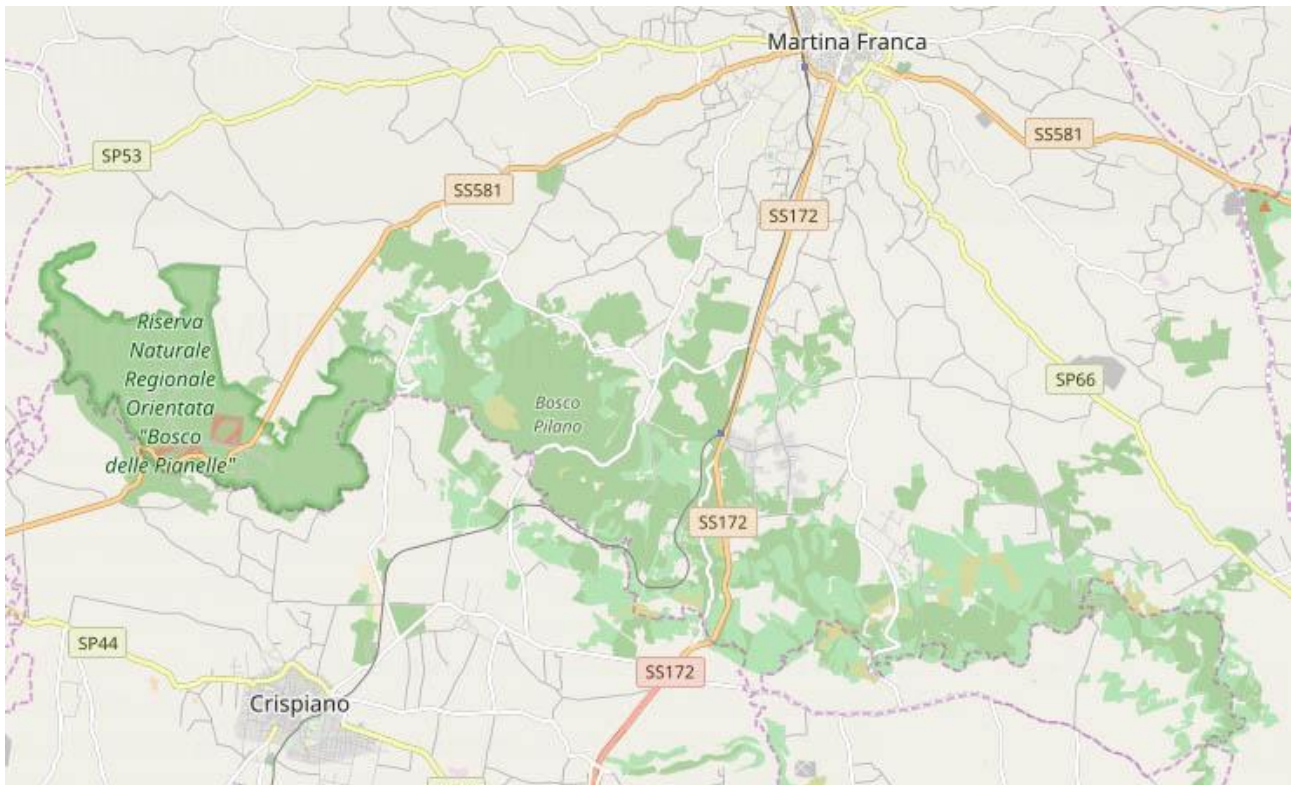 Martina Franca
SP53
SS581
SS581
SS172
Riserva
Naturale
Regionale
Orientata
"Bosco
delle Pianelle"
SP66
Bosco
Pilano
SS172
SP44
SS172
Crispiano